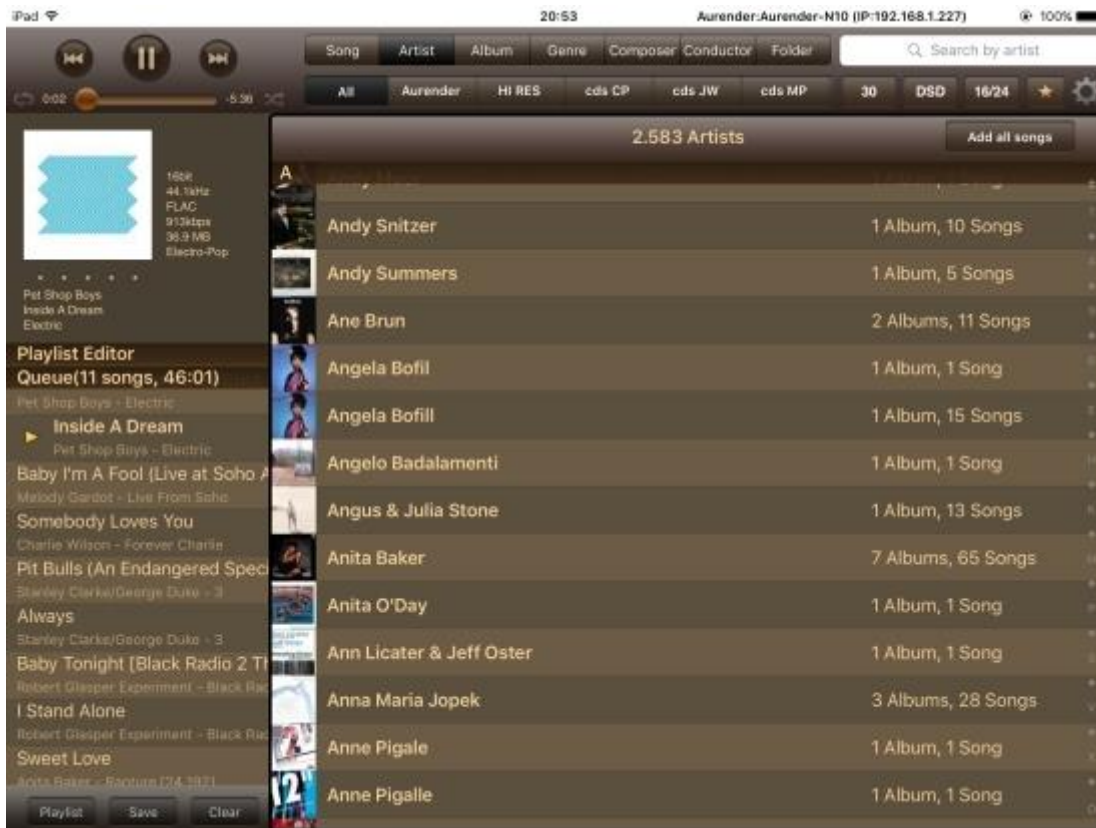 iPad 20:53 Aurender:Aurender-N10 (IP:192.168.1.227) 100%
Song Artist Album Genre Composer Conductor Folder Search by artist
0:02 -5:36
All Aurender HI RES cds CP cds JW cds MP 30 DSD 16/24
2.583 Artists Add all songs
16bit
44.1kHz
FLAC
913kbps
36.9 MB
Electro-Pop
Pet Shop Boys
Inside A Dream
Electric
Playlist Editor
Queue(11 songs, 46:01)
Pet Shop Boys - Electric
Inside A Dream
Pet Shop Boys - Electric
Baby I'm A Fool (Live at Soho A
Melody Gardot - Live From Soho
Somebody Loves You
Charlie Wilson - Forever Charlie
Pit Bulls (An Endangered Speci
Stanley Clarke/George Duke - 3
Always
Stanley Clarke/George Duke - 3
Baby Tonight (Black Radio 2 Th
Robert Glasper Experiment - Black Rad
I Stand Alone
Robert Glasper Experiment - Black Rad
Sweet Love
Anita Baker - Rapture [24.192]
Playlist Save Clear
A
Andy Snitzer 1 Album, 10 Songs
Andy Summers 1 Album, 5 Songs
Ane Brun 2 Albums, 11 Songs
Angela Bofil 1 Album, 1 Song
Angela Bofill 1 Album, 15 Songs
Angelo Badalamenti 1 Album, 1 Song
Angus & Julia Stone 1 Album, 13 Songs
Anita Baker 7 Albums, 65 Songs
Anita O'Day 1 Album, 1 Song
Ann Licater & Jeff Oster 1 Album, 1 Song
Anna Maria Jopek 3 Albums, 28 Songs
Anne Pigale 1 Album, 1 Song
Anne Pigalle 1 Album, 1 Song